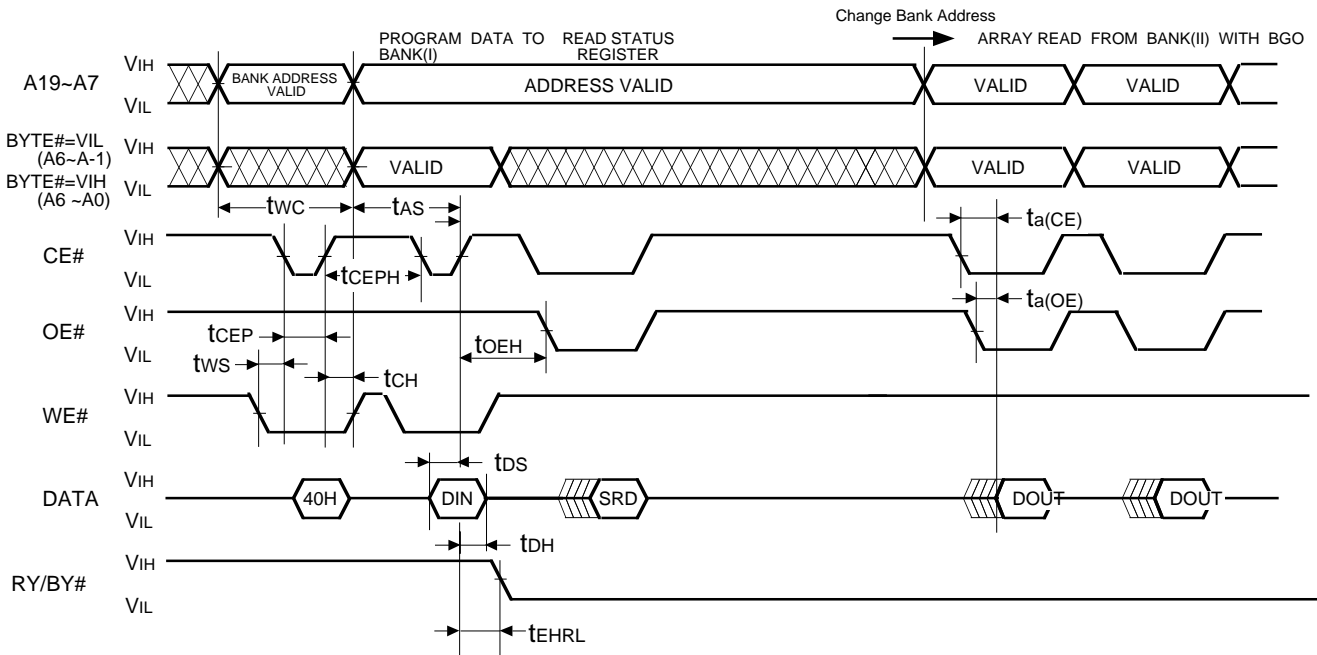 Change Bank Address
PROGRAM DATA TO BANK(I)
READ STATUS REGISTER
ARRAY READ FROM BANK(II) WITH BGO
A19~A7
VIH
VIL
BANK ADDRESS VALID
ADDRESS VALID
VALID
VALID
BYTE#=VIL
(A6~A-1)
BYTE#=VIH
(A6 ~A0)
VIH
VIL
VALID
VALID
VALID
tWC
tAS
ta(CE)
CE#
VIH
VIL
tCEPH
ta(OE)
OE#
VIH
VIL
tCEP
tOEH
tWS
tCH
WE#
VIH
VIL
tDS
DATA
VIH
VIL
40H
DIN
SRD
DOUT
DOUT
tDH
RY/BY#
VIH
VIL
tEHRL